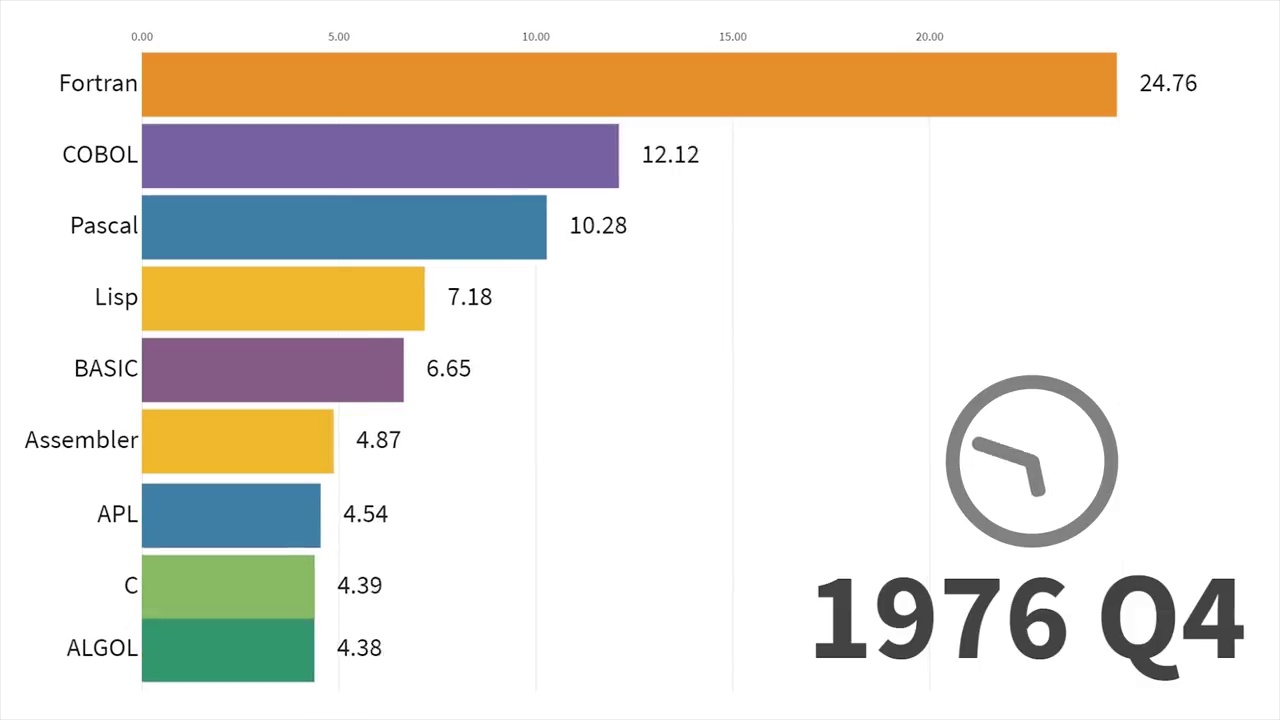 0.00 5.00 10.00 15.00 20.00
Fortran 24.76
COBOL 12.12
Pascal 10.28
Lisp 7.18
BASIC 6.65
Assembler 4.87
APL 4.54
C 4.39
ALGOL 4.38
1976 Q4